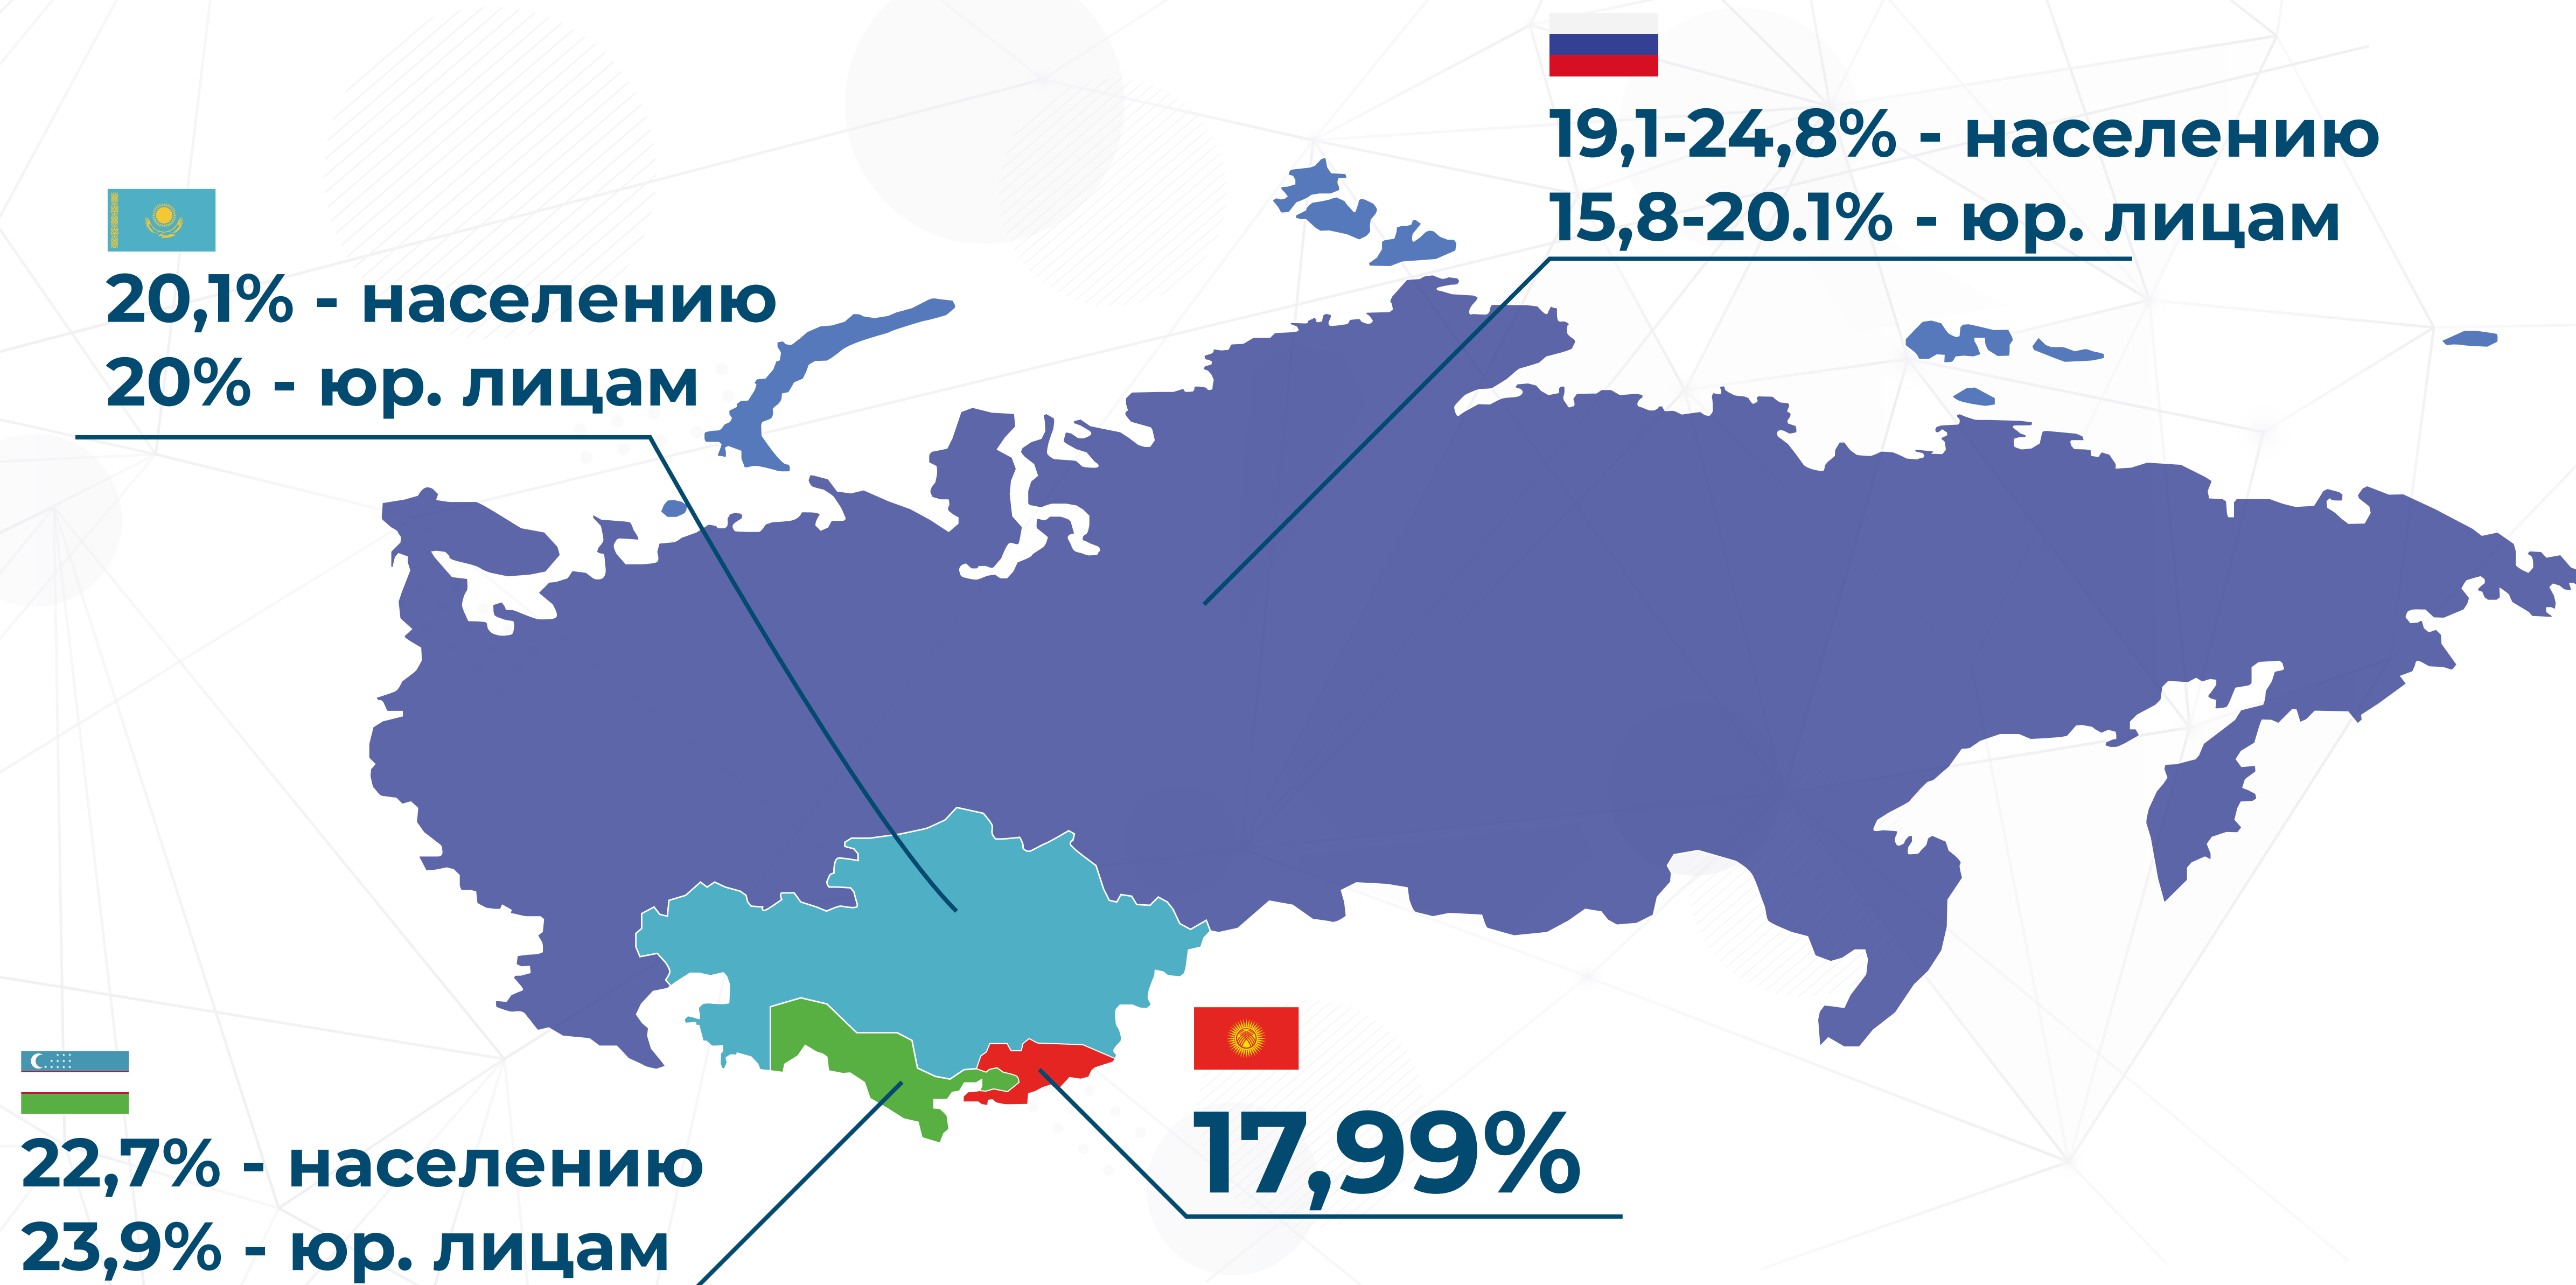 19,1-24,8% - населению
15,8-20.1% - юр. лицам
20,1% - населению
20% - юр. лицам
17,99%
22,7% - населению
23,9% - юр. лицам